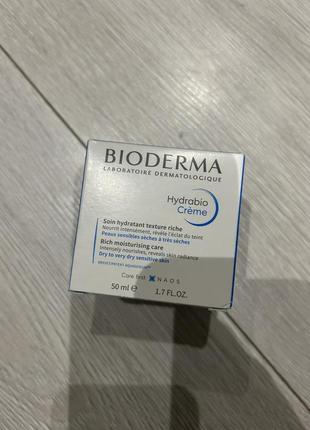 BIODERMA
LABORATOIRE DERMATOLOGIQUE
Hydrabio
Crème
Soin hydratant texture riche
Nourrit intensément, révèle l'éclat du teint
Peaux sensibles sèches à très sèches
Rich moisturising care
Intensely nourishes, reveals skin radiance
Dry to very dry sensitive skin
Care first
NAOS
50 ml e 1.7 FL.OZ.